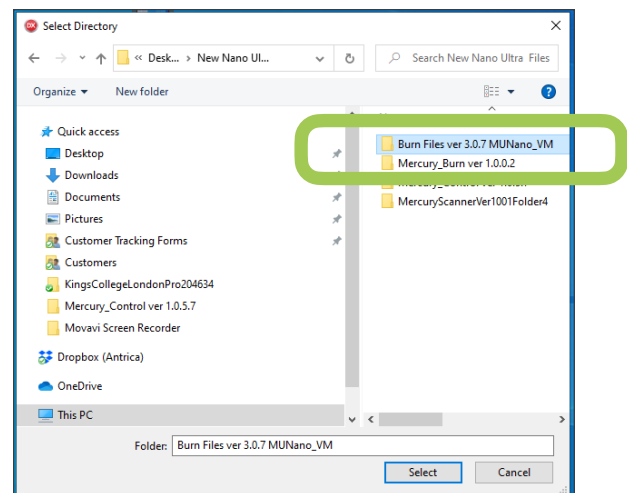 Select Directory
« Desk... › New Nano Ul...
Search New Nano Ultra Files
Organize
New folder
Quick access
Desktop
Downloads
Documents
Pictures
Customer Tracking Forms
Customers
KingsCollegeLondonPro204634
Mercury_Control ver 1.0.5.7
Movavi Screen Recorder
Dropbox (Antrica)
OneDrive
This PC
Burn Files ver 3.0.7 MUNano_VM
Mercury_Burn ver 1.0.0.2
MercuryScannerVer1001Folder4
Folder: Burn Files ver 3.0.7 MUNano_VM
Select
Cancel